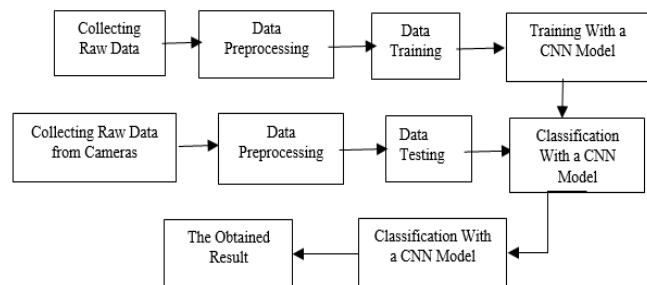 Collecting
Raw Data
Data
Preprocessing
Data
Training
Training With a
CNN Model
Collecting Raw Data
from Cameras
Data
Preprocessing
Data
Testing
Classification
With a CNN
Model
The Obtained
Result
Classification With
a CNN Model